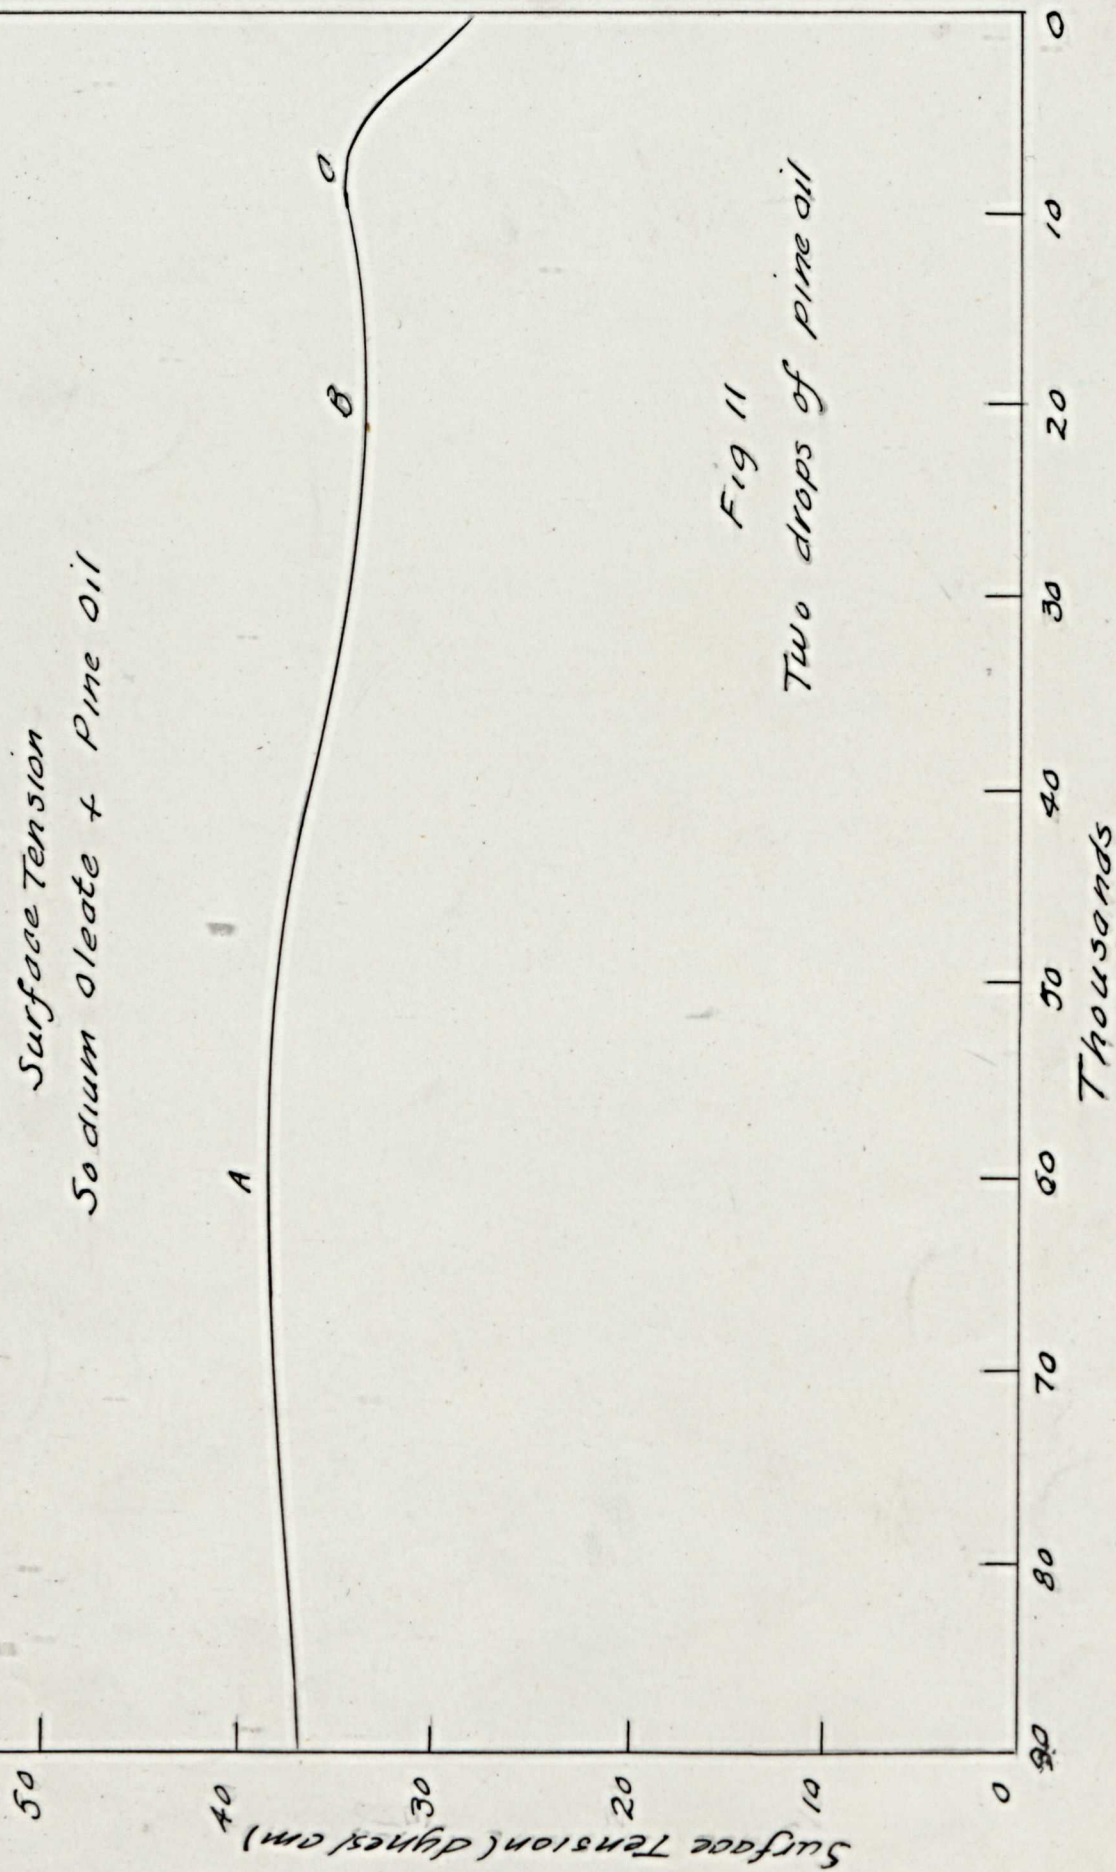 Surface Tension
Sodium Oleate + Pine Oil
50
40
30
20
10
0
Surface Tension (dynes/cm)
A
B
C
Fig 11
Two drops of pine oil
90
80
70
60
50
40
30
20
10
0
Thousands